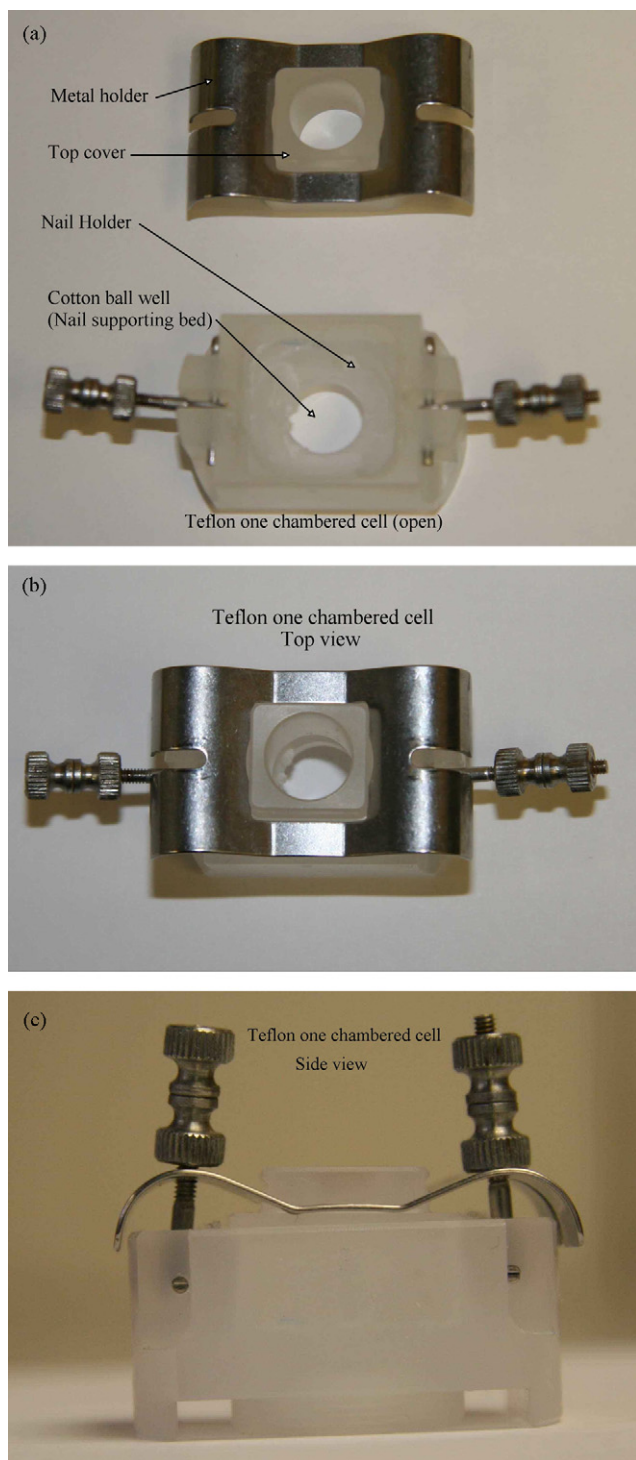 (a)
Metal holder
Top cover
Nail Holder
Cotton ball well
(Nail supporting bed)
Teflon one chambered cell (open)
(b)
Teflon one chambered cell
Top view
(c)
Teflon one chambered cell
Side view